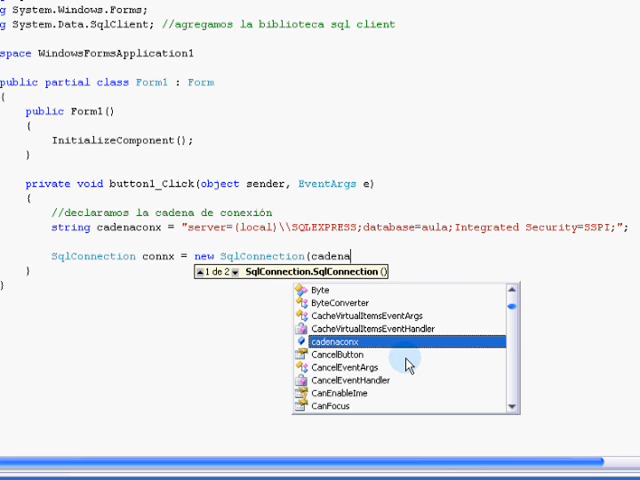 g System.Windows.Forms;
g System.Data.SqlClient; //agregamos la biblioteca sql client
space WindowsFormsApplication1
public partial class Form1 : Form
{
public Form1()
{
InitializeComponent();
}
private void button1_Click(object sender, EventArgs e)
{
//declaramos la cadena de conexión
string cadenaconx = "server=(local)\\SQLEXPRESS;database=aula;Integrated Security=SSPI;";
SqlConnection connx = new SqlConnection(cadena
1 de 2 SqlConnection.SqlConnection ()
}
}
Byte
ByteConverter
CacheVirtualItemsEventArgs
CacheVirtualItemsEventHandler
cadenaconx
CancelButton
CancelEventArgs
CancelEventHandler
CanEnableIme
CanFocus